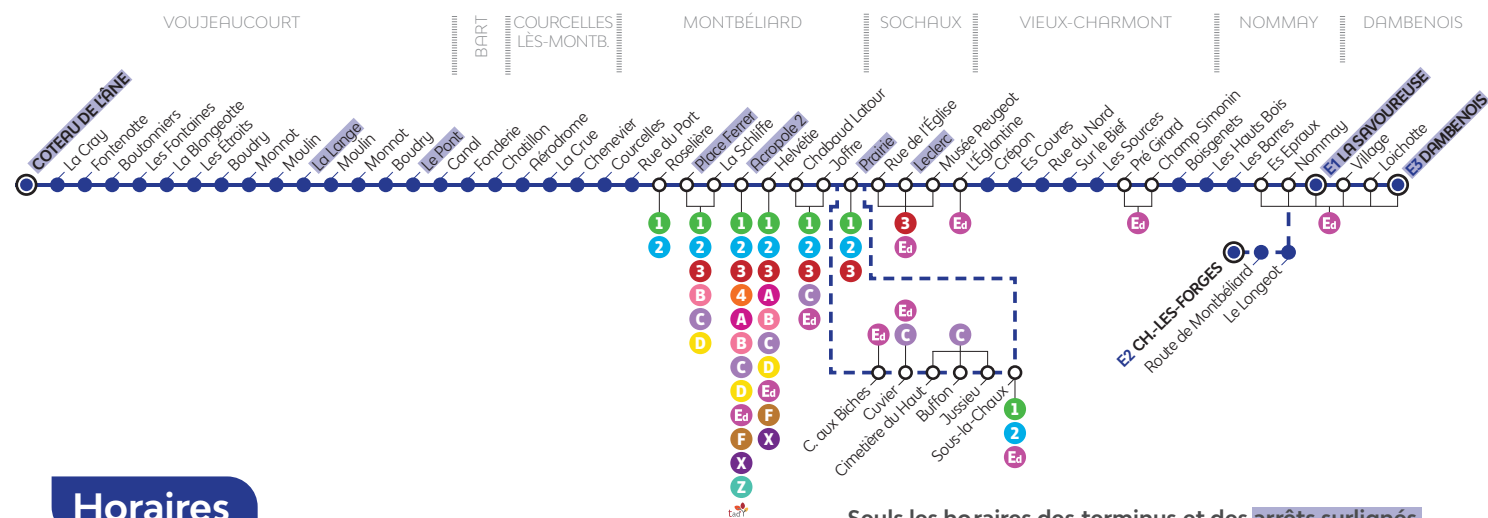 VOUJEAUCOURT
BART
COURCELLES
LÈS-MONTB.
MONTBÉLIARD
SOCHAUX
VIEUX-CHARMONT
NOMMAY
DAMBENOIS
COTEAU DE L'ÂNE
La Cray
Fontenotte
Boutonniers
Les Fontaines
La Blongeotte
Les Étroits
Boudry
Monnot
Moulin
La Lange
Moulin
Monnot
Boudry
Le Pont
Canal
Fonderie
Chatillon
Aérodrome
La Crue
Chenevier
Courcelles
Rue du Port
Roselière
Place Ferrer
La Schliffe
Acropole 2
Helvétie
Chabaud Latour
Joffre
Prairie
Rue de l'Église
Leclerc
Musée Peugeot
L'Églantine
Crépon
Es Coures
Rue du Nord
Sur le Bief
Les Sources
Pré Girard
Champ Simonin
Boisgenets
Les Hauts Bois
Les Borres
Es Epraux
Nommay
E1 LA SAVOUREUSE
Village
Loichotte
E3 DAMBENOIS
1
2
1
2
3
B
C
D
1
2
3
4
A
B
C
D
Ed
F
X
Z
tad'Y
1
2
3
A
B
C
D
Ed
F
X
1
2
3
C
Ed
1
2
3
3
Ed
Ed
Ed
Ed
Ed
Ed
C
C
C. aux Biches
Cuvier
Cimetière du Haut
Buffon
Jussieu
Sous-la-Chaux
1
2
Ed
E2 CH.-LES-FORGES
Route de Montbéliard
Le Longeot
Horaires
Seuls les horaires des terminus et des arrêts surlignés